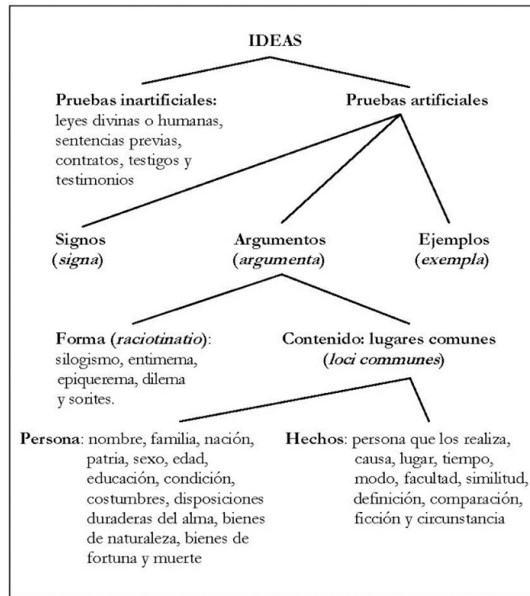 IDEAS
Pruebas inartificiales:
leyes divinas o humanas,
sentencias previas,
contratos, testigos y
testimonios
Pruebas artificiales
Signos
(signa)
Argumentos
(argumenta)
Ejemplos
(exempla)
Forma (raciotinatio):
silogismo, entimema,
epiquerema, dilema
y sorites.
Contenido: lugares comunes
(loci communes)
Persona: nombre, familia, nación,
patria, sexo, edad,
educación, condición,
costumbres, disposiciones
duraderas del alma, bienes
de naturaleza, bienes de
fortuna y muerte
Hechos: persona que los realiza,
causa, lugar, tiempo,
modo, facultad, similitud,
definición, comparación,
ficción y circunstancia